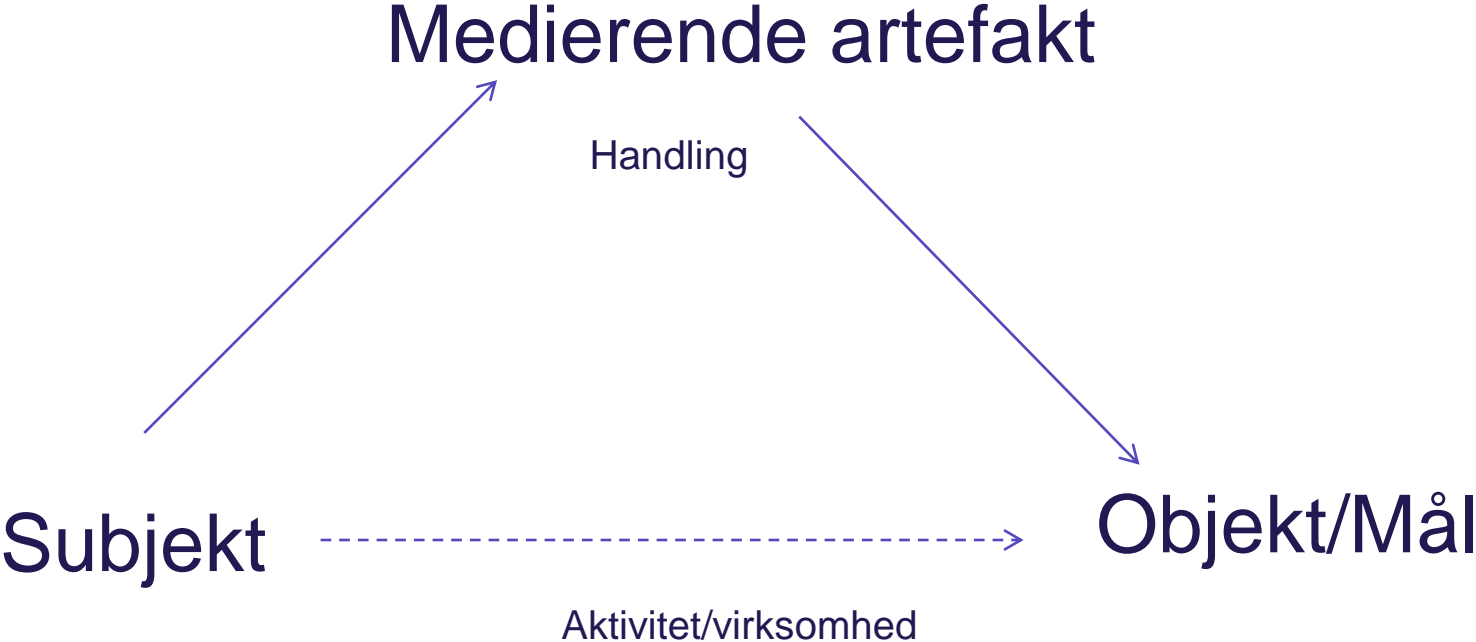 Medierende artefakt
Handling
Subjekt
Objekt/Mål
Aktivitet/virksomhed